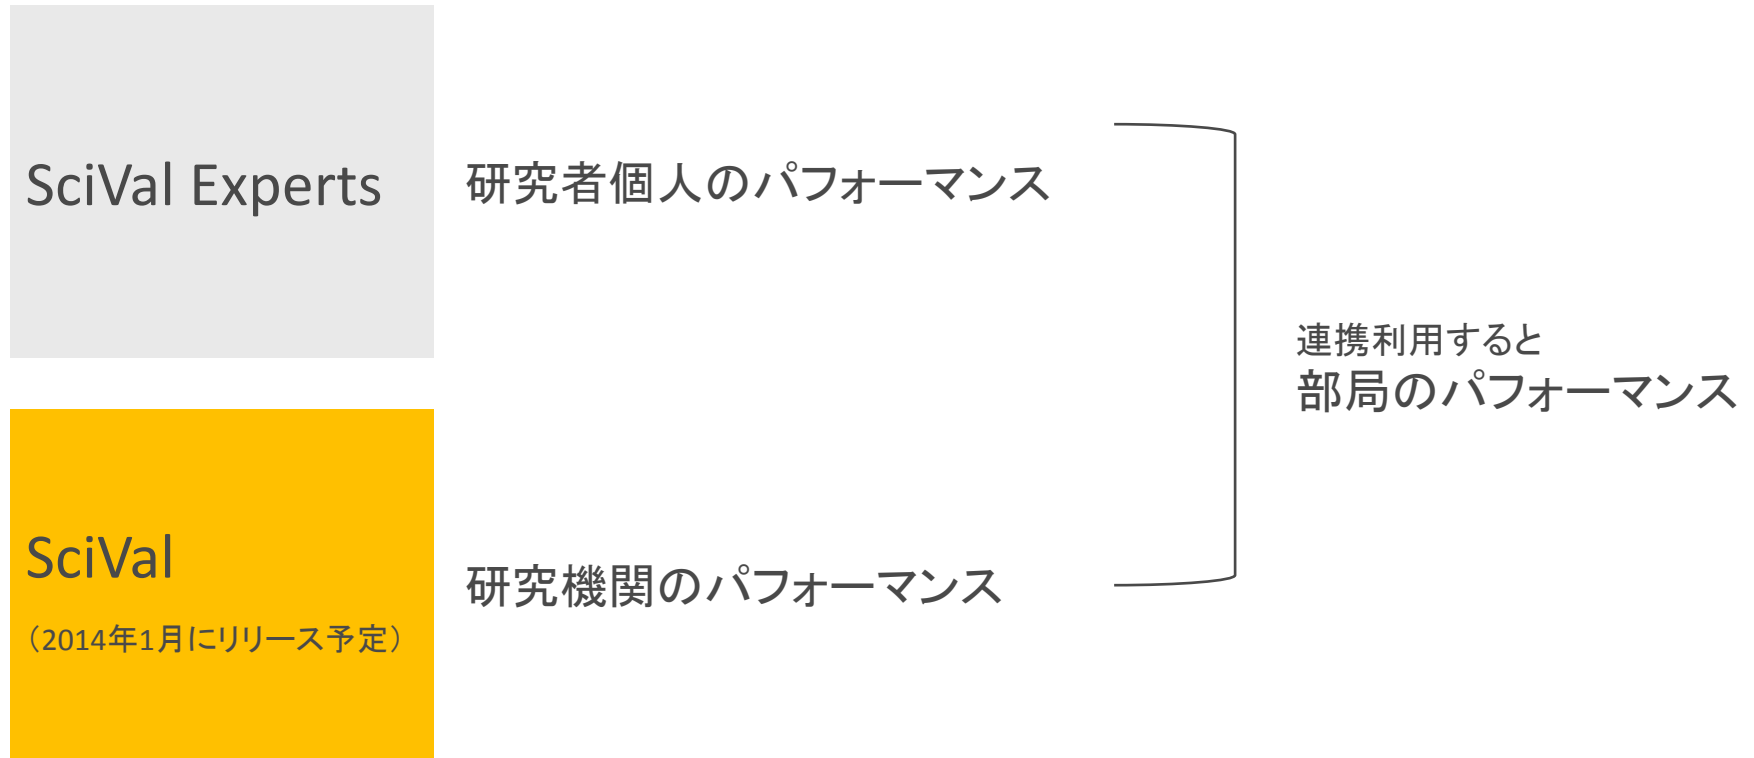 SciVal Experts
研究者個人のパフォーマンス
連携利用すると
部局のパフォーマンス
SciVal
（2014年1月にリリース予定）
研究機関のパフォーマンス